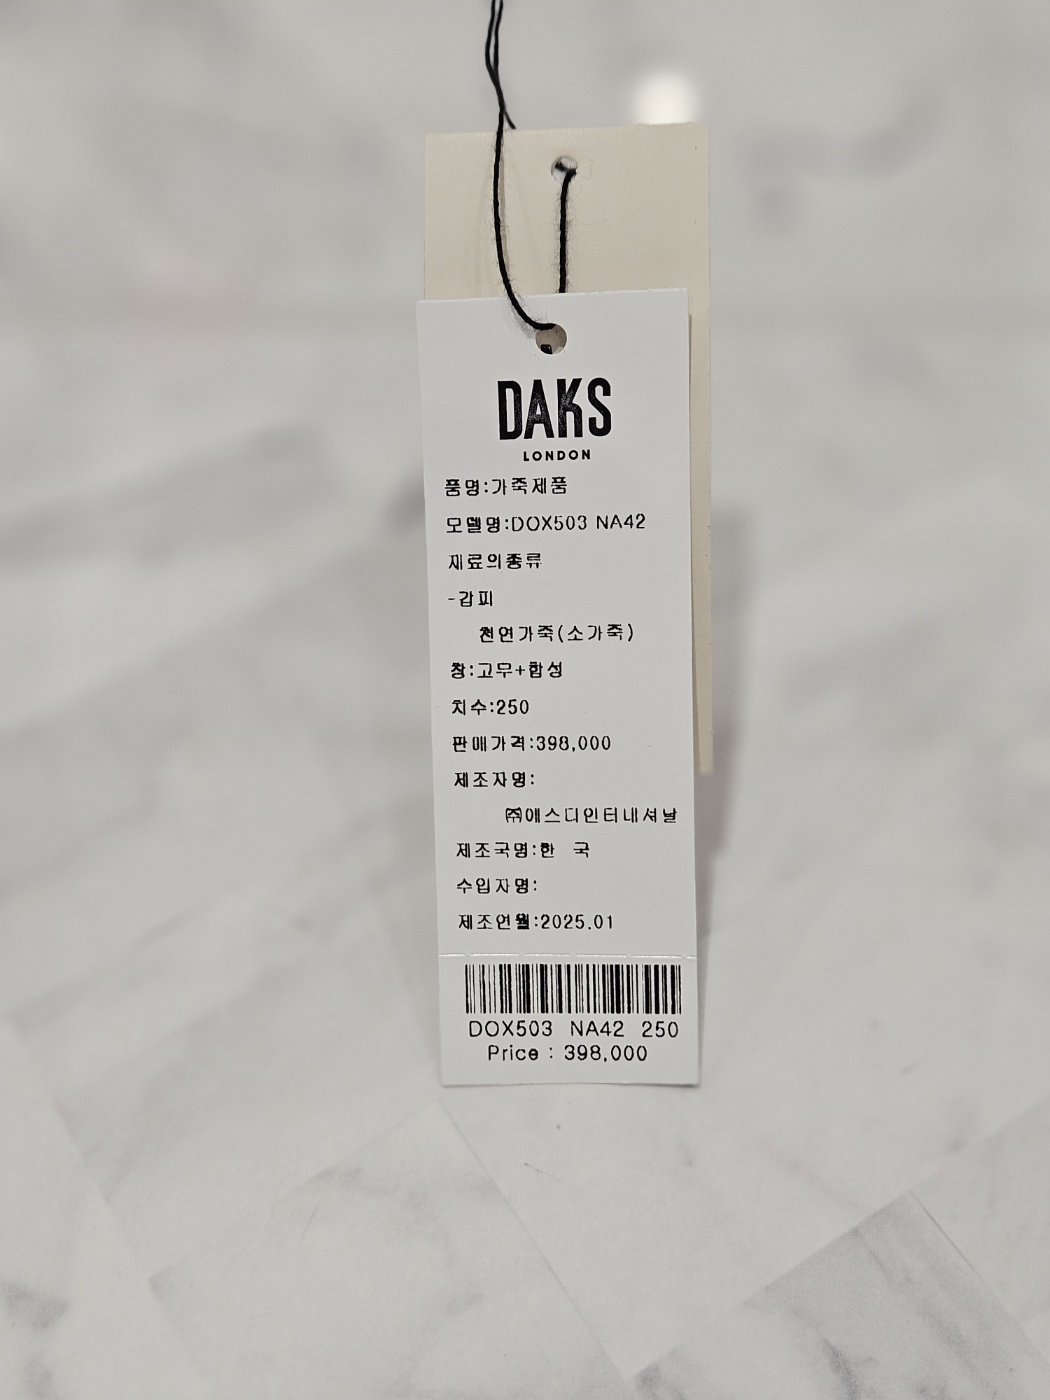 DAKS
LONDON
품명:가죽제품
모델명:DOX503 NA42
재료의종류
-갑피
천연가죽(소가죽)
창:고무+합성
치수:250
판매가격:398,000
제조자명:
㈜에스디인터내셔날
제조국명:한 국
수입자명:
제조연월:2025.01
DOX503 NA42 250
Price : 398,000